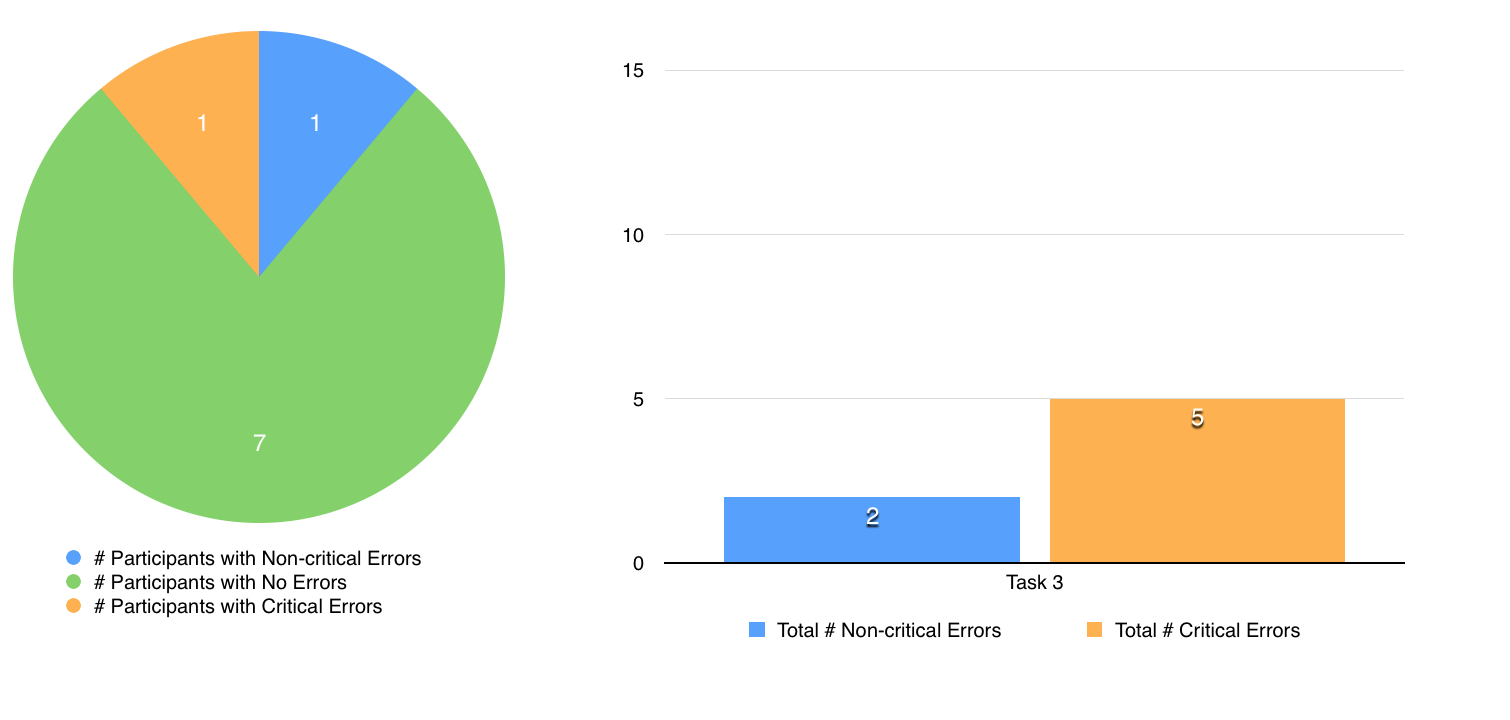 1
1
7
# Participants with Non-critical Errors
# Participants with No Errors
# Participants with Critical Errors
15
10
5
0
2
5
Task 3
Total # Non-critical Errors
Total # Critical Errors